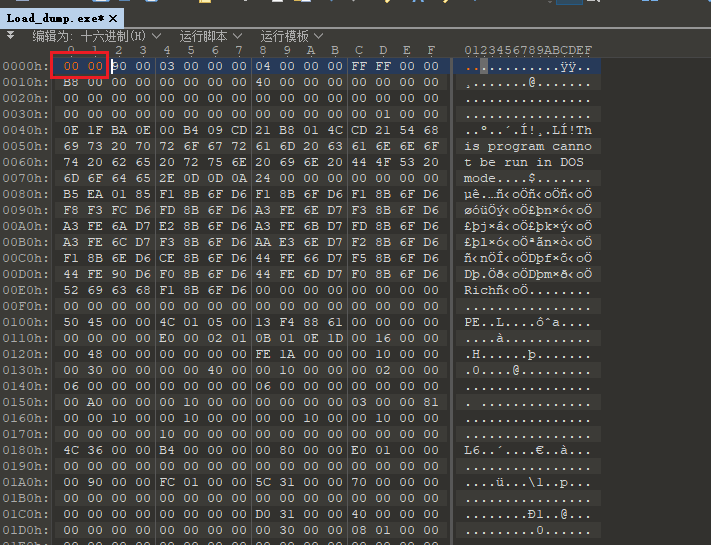 Load_dump.exe* ×
编辑为: 十六进制(H) 运行脚本 运行模板
0 1 2 3 4 5 6 7 8 9 A B C D E F 0123456789ABCDEF
0000h: 00 00 90 00 03 00 00 00 04 00 00 00 FF FF 00 00 ............ÿÿ..
0010h: B8 00 00 00 00 00 00 00 40 00 00 00 00 00 00 00 ¸.......@.......
0020h: 00 00 00 00 00 00 00 00 00 00 00 00 00 00 00 00 ................
0030h: 00 00 00 00 00 00 00 00 00 00 00 00 00 01 00 00 ................
0040h: 0E 1F BA 0E 00 B4 09 CD 21 B8 01 4C CD 21 54 68 ..º..´.Í!¸.LÍ!Th
0050h: 69 73 20 70 72 6F 67 72 61 6D 20 63 61 6E 6E 6F is program canno
0060h: 74 20 62 65 20 72 75 6E 20 69 6E 20 44 4F 53 20 t be run in DOS
0070h: 6D 6F 64 65 2E 0D 0D 0A 24 00 00 00 00 00 00 00 mode....$.......
0080h: B5 EA 01 85 F1 8B 6F D6 F1 8B 6F D6 F1 8B 6F D6 µê.…ñ‹oÖñ‹oÖñ‹oÖ
0090h: F8 F3 FC D6 FD 8B 6F D6 A3 FE 6E D7 F3 8B 6F D6 øóüÖý‹oÖ£þn×ó‹oÖ
00A0h: A3 FE 6A D7 E2 8B 6F D6 A3 FE 6B D7 FD 8B 6F D6 £þj×â‹oÖ£þk×ý‹oÖ
00B0h: A3 FE 6C D7 F3 8B 6F D6 AA E3 6E D7 F2 8B 6F D6 £þl×ó‹oÖªãn×ò‹oÖ
00C0h: F1 8B 6E D6 CE 8B 6F D6 44 FE 66 D7 F5 8B 6F D6 ñ‹nÖÎ‹oÖDþf×õ‹oÖ
00D0h: 44 FE 90 D6 F0 8B 6F D6 44 FE 6D D7 F0 8B 6F D6 Dþ.Öð‹oÖDþm×ð‹oÖ
00E0h: 52 69 63 68 F1 8B 6F D6 00 00 00 00 00 00 00 00 Richñ‹oÖ........
00F0h: 00 00 00 00 00 00 00 00 00 00 00 00 00 00 00 00 ................
0100h: 50 45 00 00 4C 01 05 00 13 F4 88 61 00 00 00 00 PE..L....ôˆa....
0110h: 00 00 00 00 E0 00 02 01 0B 01 0E 1D 00 16 00 00 ....à...........
0120h: 00 48 00 00 00 00 00 00 FE 1A 00 00 00 10 00 00 .H......þ.......
0130h: 00 30 00 00 00 00 40 00 00 10 00 00 00 02 00 00 .0....@.........
0140h: 06 00 00 00 00 00 00 00 06 00 00 00 00 00 00 00 ................
0150h: 00 A0 00 00 00 10 00 00 00 00 00 00 03 00 00 81 . ..............
0160h: 00 00 10 00 00 10 00 00 00 00 10 00 00 10 00 00 ................
0170h: 00 00 00 00 10 00 00 00 00 00 00 00 00 00 00 00 ................
0180h: 4C 36 00 00 B4 00 00 00 00 80 00 00 E0 01 00 00 L6..´....€..à...
0190h: 00 00 00 00 00 00 00 00 00 00 00 00 00 00 00 00 ................
01A0h: 00 90 00 00 FC 01 00 00 5C 31 00 00 70 00 00 00 ....ü...\1..p...
01B0h: 00 00 00 00 00 00 00 00 00 00 00 00 00 00 00 00 ................
01C0h: 00 00 00 00 00 00 00 00 D0 31 00 00 40 00 00 00 ........Ð1..@...
01D0h: 00 00 00 00 00 00 00 00 00 30 00 00 08 01 00 00 .........0......